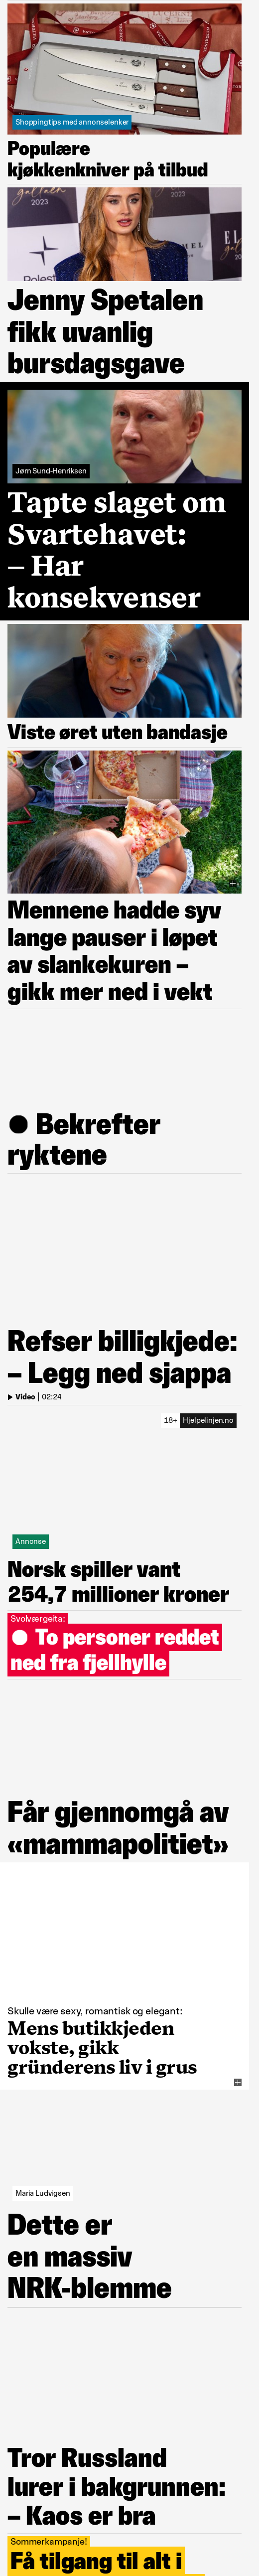 Shoppingtips med annonselenker
Populære
kjøkkenkniver på tilbud
2023
2023
Polest
Jenny Spetalen
fikk uvanlig
bursdagsgave
Jørn Sund-Henriksen
Tapte slaget om
Svartehavet:
– Har
konsekvenser
Viste øret uten bandasje
Mennene hadde syv
lange pauser i løpet
av slankekuren –
gikk mer ned i vekt
Bekrefter
ryktene
Refser billigkjede:
– Legg ned sjappa
Video | 02:24
18+ Hjelpelinjen.no
Annonse
Norsk spiller vant
254,7 millioner kroner
Svolværgeita:
To personer reddet
ned fra fjellhylle
Får gjennomgå av
«mammapolitiet»
Skulle være sexy, romantisk og elegant:
Mens butikkjeden
vokste, gikk
gründerens liv i grus
Maria Ludvigsen
Dette er
en massiv
NRK-blemme
Tror Russland
lurer i bakgrunnen:
– Kaos er bra
Sommerkampanje!
Få tilgang til alt i